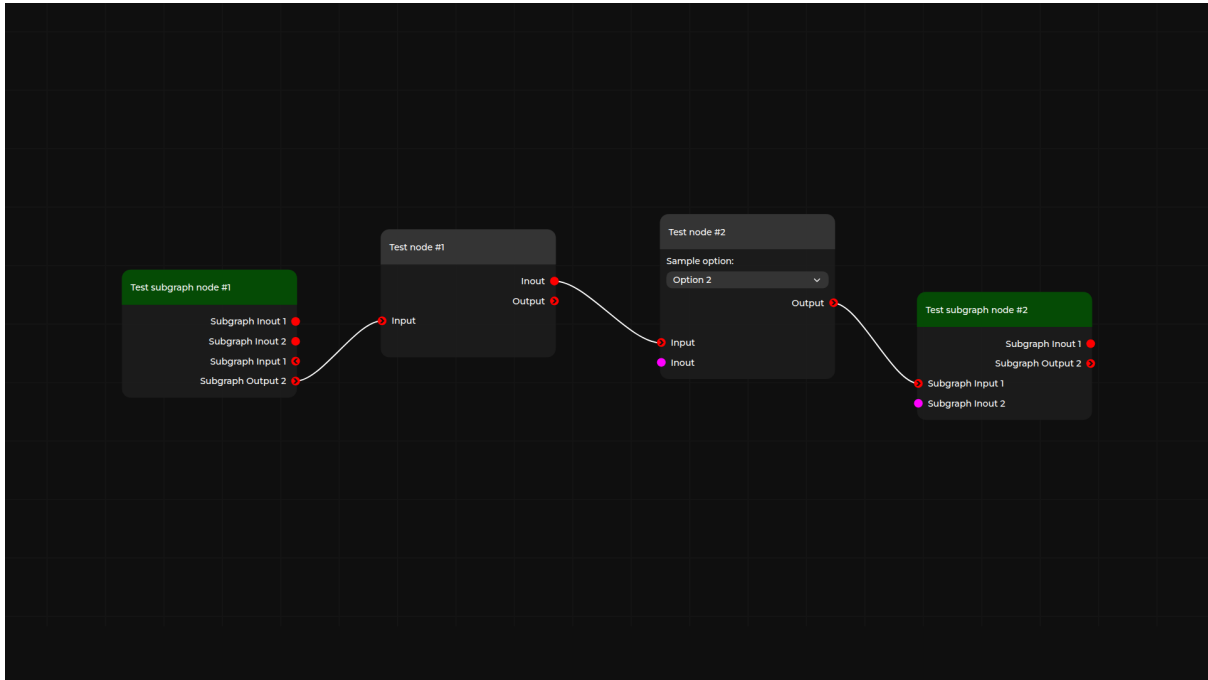 Test subgraph node #1
Subgraph Inout 1
Subgraph Inout 2
Subgraph Input 1
Subgraph Output 2
Test node #1
Inout
Output
Input
Test node #2
Sample option:
Option 2
Output
Input
Inout
Test subgraph node #2
Subgraph Inout 1
Subgraph Output 2
Subgraph Input 1
Subgraph Inout 2